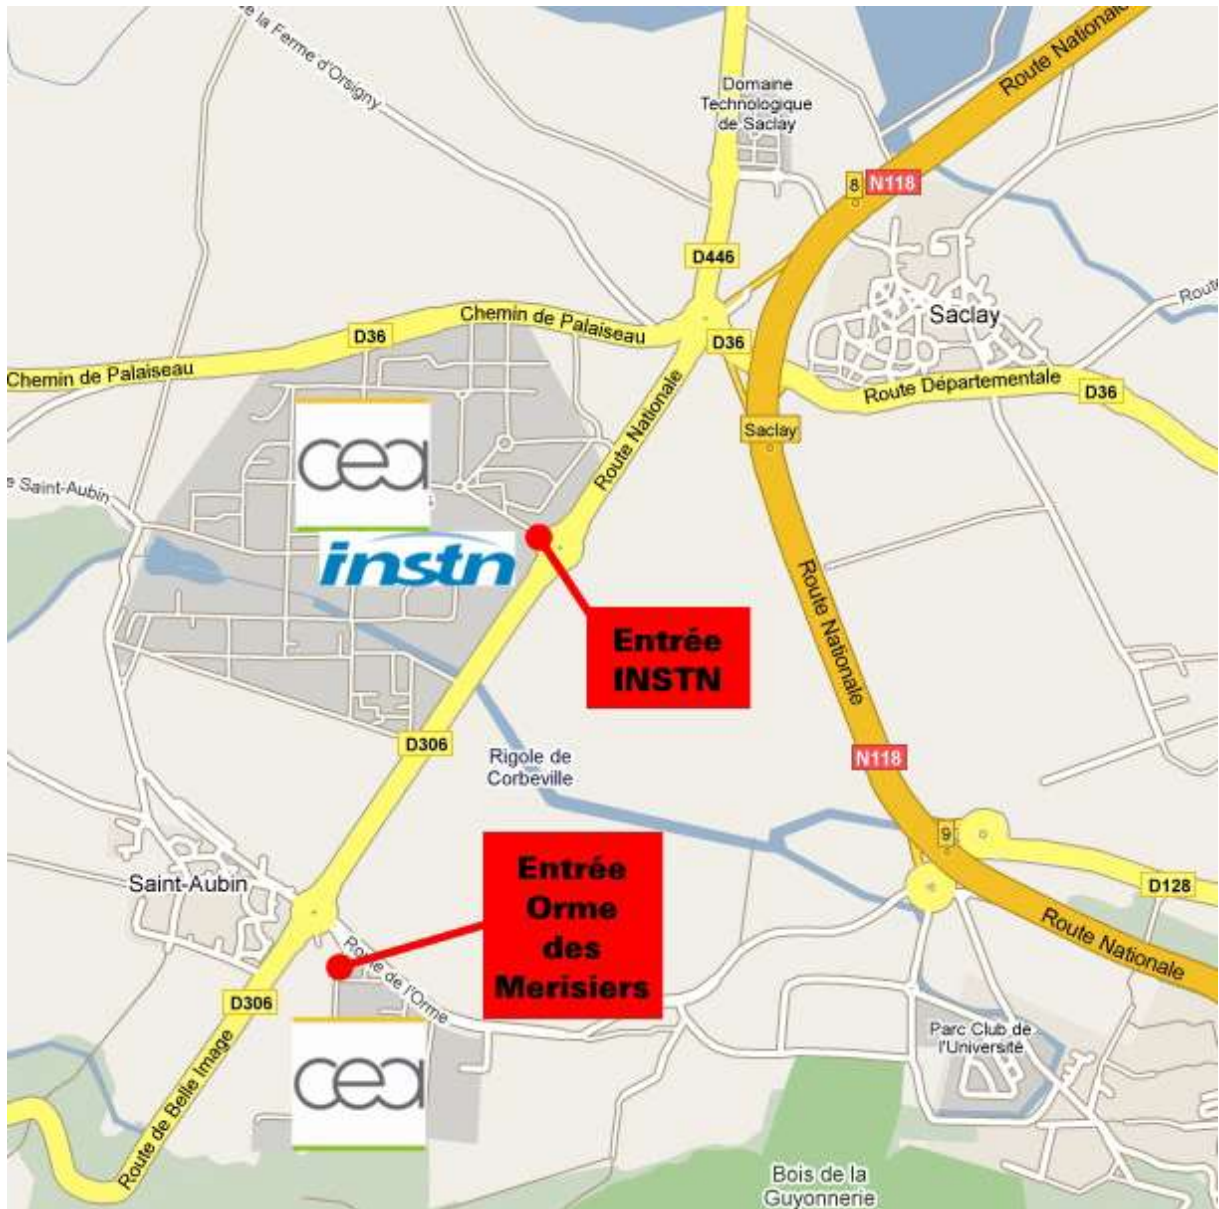 de la Ferme d'Orsigny
Route Nationale
Domaine
Technologique
de Saclay
8
N118
D446
Route
Saclay
Chemin de Palaiseau
D36
D36
Chemin de Palaiseau
Route Départementale
D36
Route Nationale
Saclay
cea
e Saint-Aubin
instn
Route Nationale
Entrée
INSTN
D306
Rigole de
Corbeville
N118
9
Entrée
Orme
des
Merisiers
Saint-Aubin
D128
Route Nationale
Route de l'Orme
D306
Parc Club de
l'Université
cea
Route de Belle Image
Bois de la
Guyonnerie